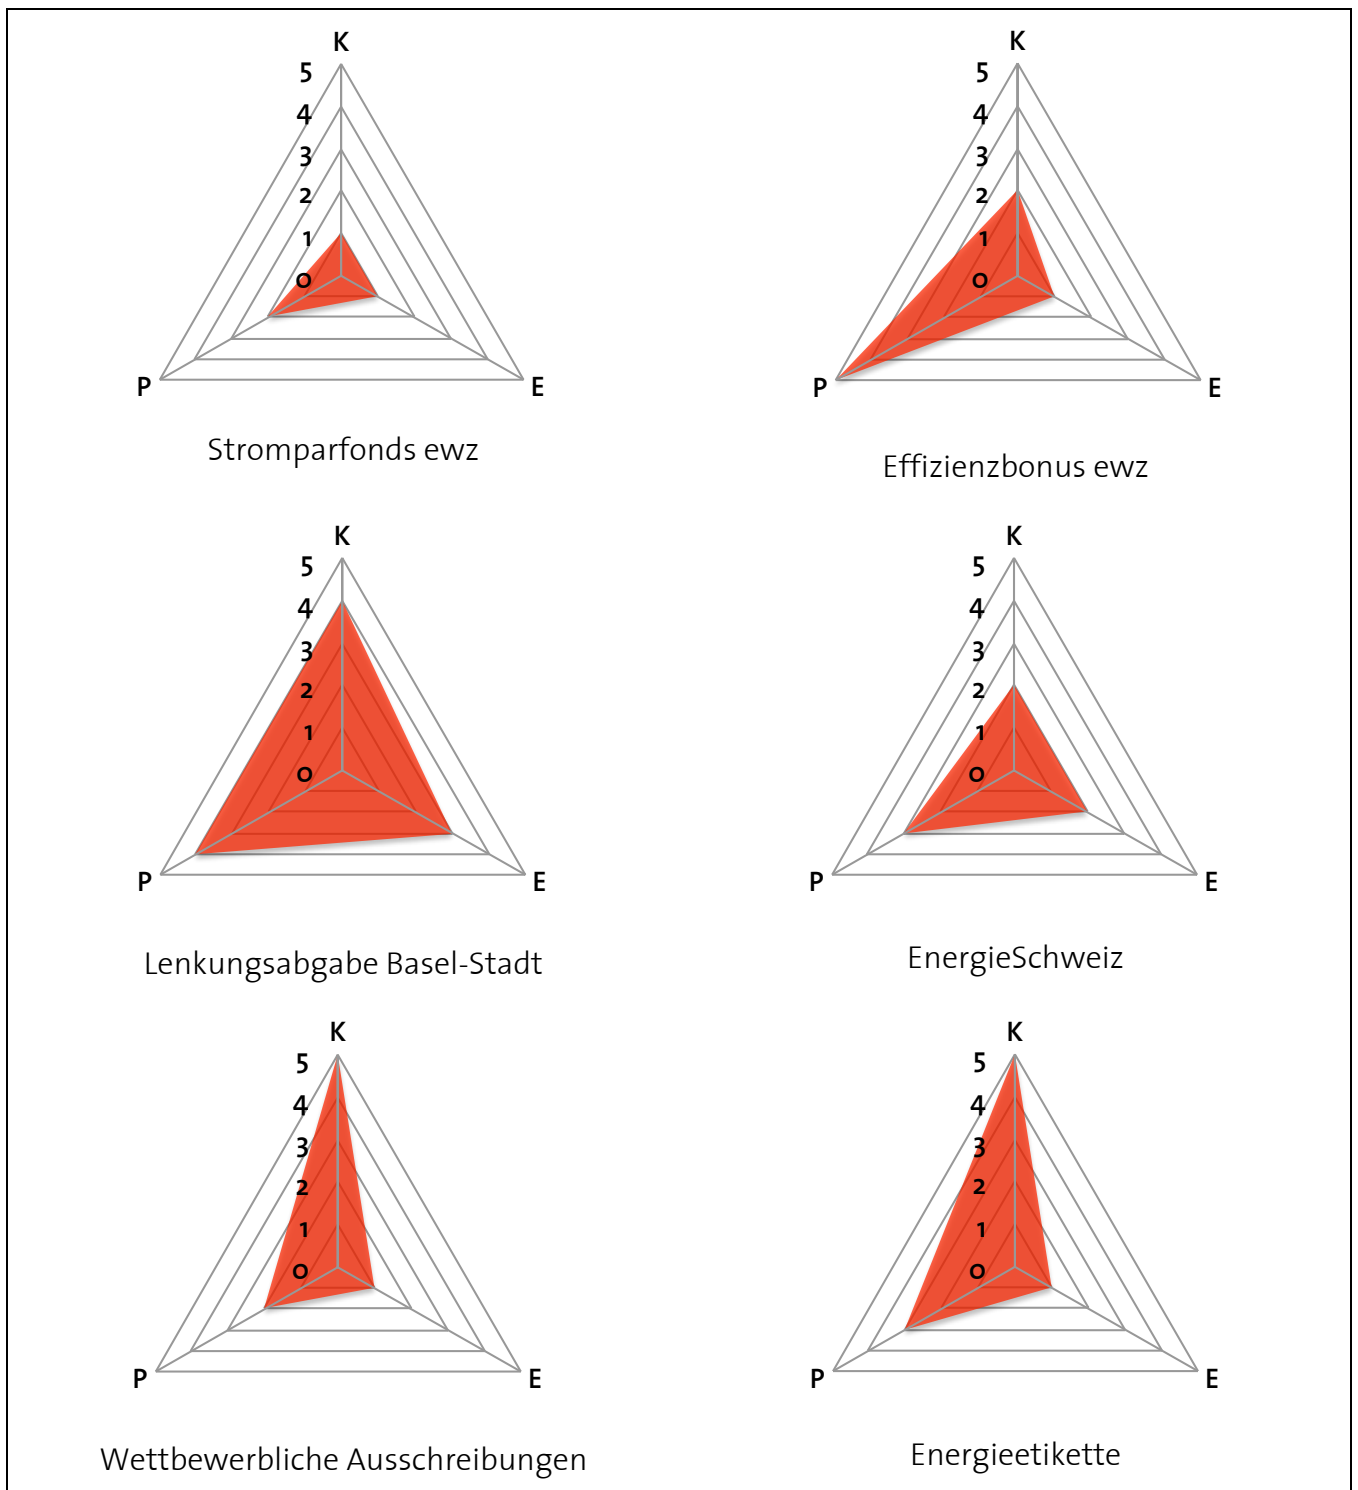 K
5
4
3
2
1
0
P
E
Stromparfonds ewz
K
5
4
3
2
1
0
P
E
Effizienzbonus ewz
K
5
4
3
2
1
0
P
E
Lenkungsabgabe Basel-Stadt
K
5
4
3
2
1
0
P
E
EnergieSchweiz
K
5
4
3
2
1
0
P
E
Wettbewerbliche Ausschreibungen
K
5
4
3
2
1
0
P
E
Energieetikette